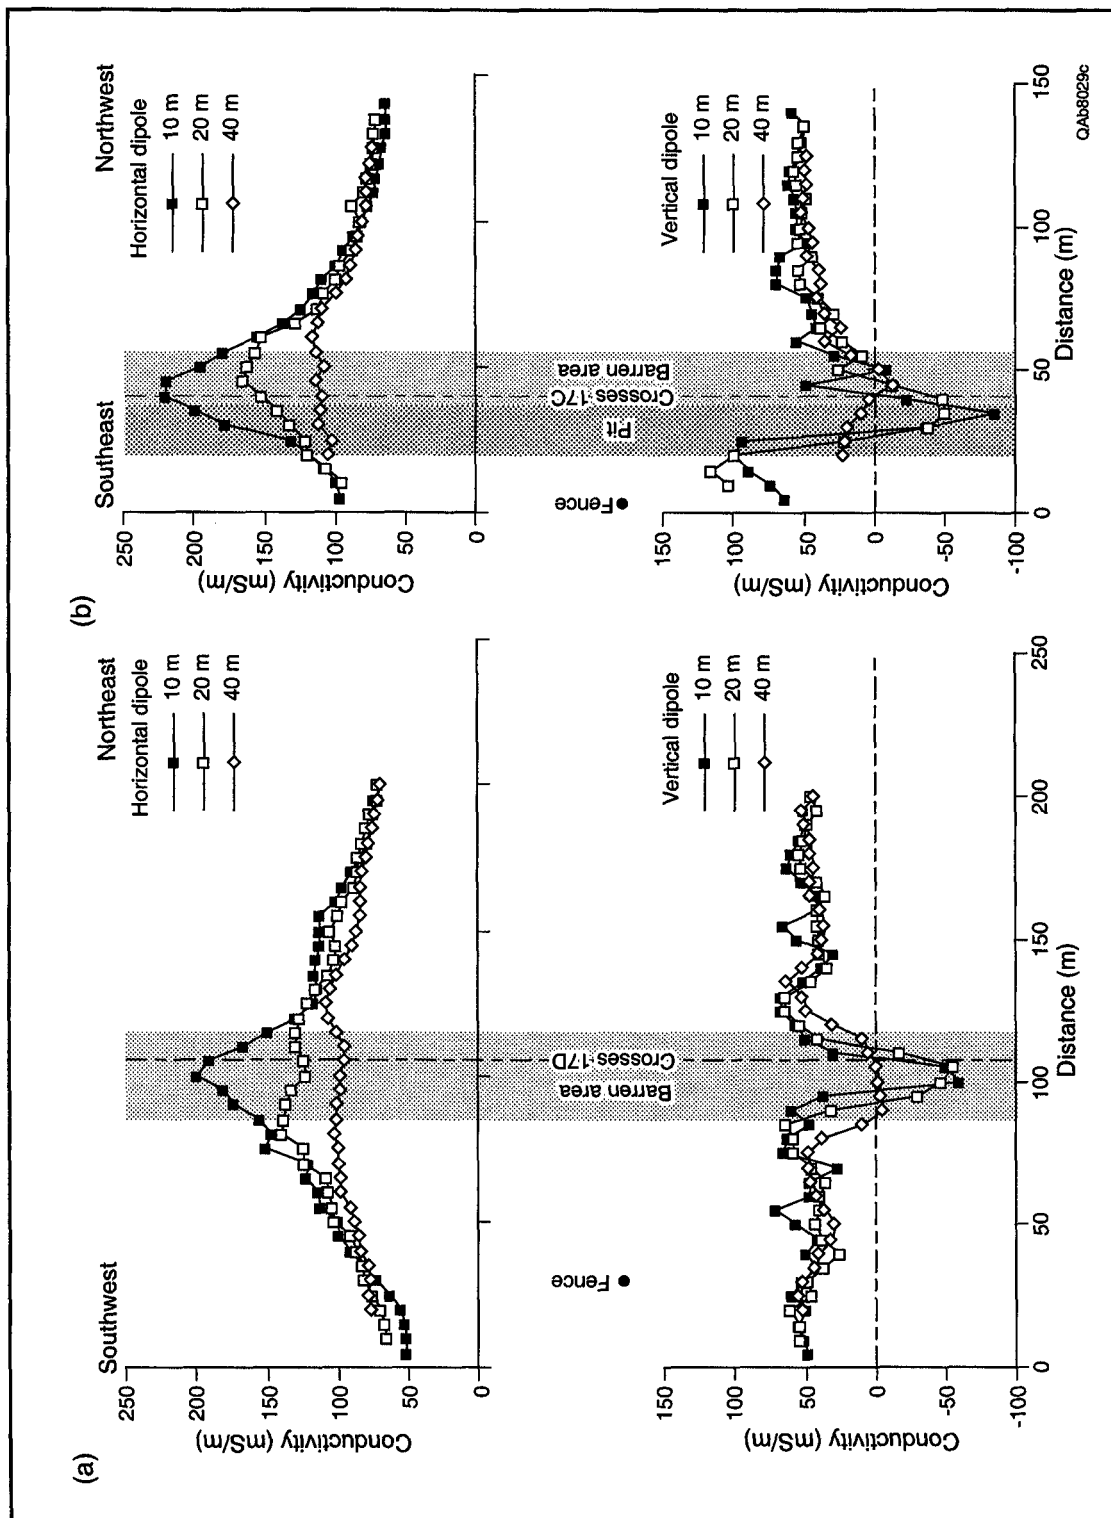 (a)
Southwest
Northeast
Horizontal dipole
10 m
20 m
40 m
Conductivity (mS/m)
250
200
150
100
50
0
Barren area
Crosses 17D
Fence
Vertical dipole
10 m
20 m
40 m
Conductivity (mS/m)
150
100
50
0
-50
-100
0
50
100
150
200
250
Distance (m)
(b)
Southeast
Northwest
Horizontal dipole
10 m
20 m
40 m
Conductivity (mS/m)
250
200
150
100
50
0
Pit
Crosses 17C
Barren area
Fence
Vertical dipole
10 m
20 m
40 m
Conductivity (mS/m)
150
100
50
0
-50
-100
0
50
100
150
Distance (m)
QAb8029c